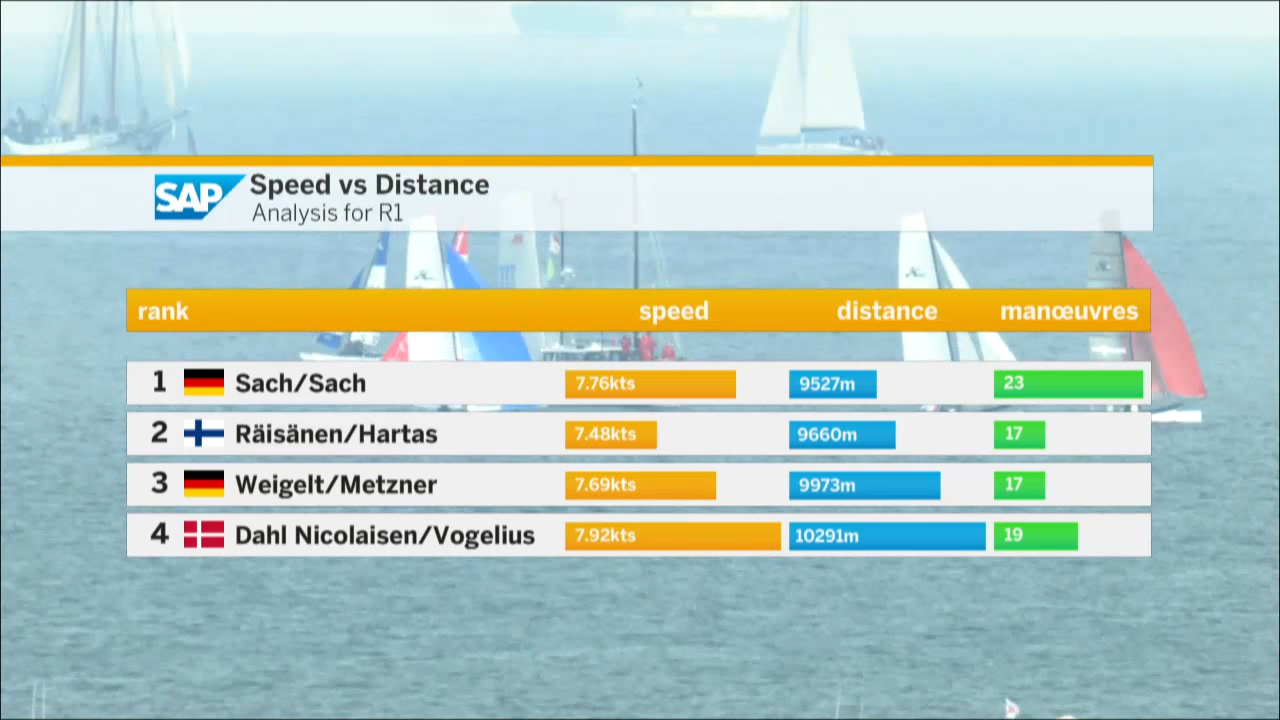 SAP Speed vs Distance
Analysis for R1
rank speed distance manœuvres
1 Sach/Sach 7.76kts 9527m 23
2 Räisänen/Hartas 7.48kts 9660m 17
3 Weigelt/Metzner 7.69kts 9973m 17
4 Dahl Nicolaisen/Vogelius 7.92kts 10291m 19